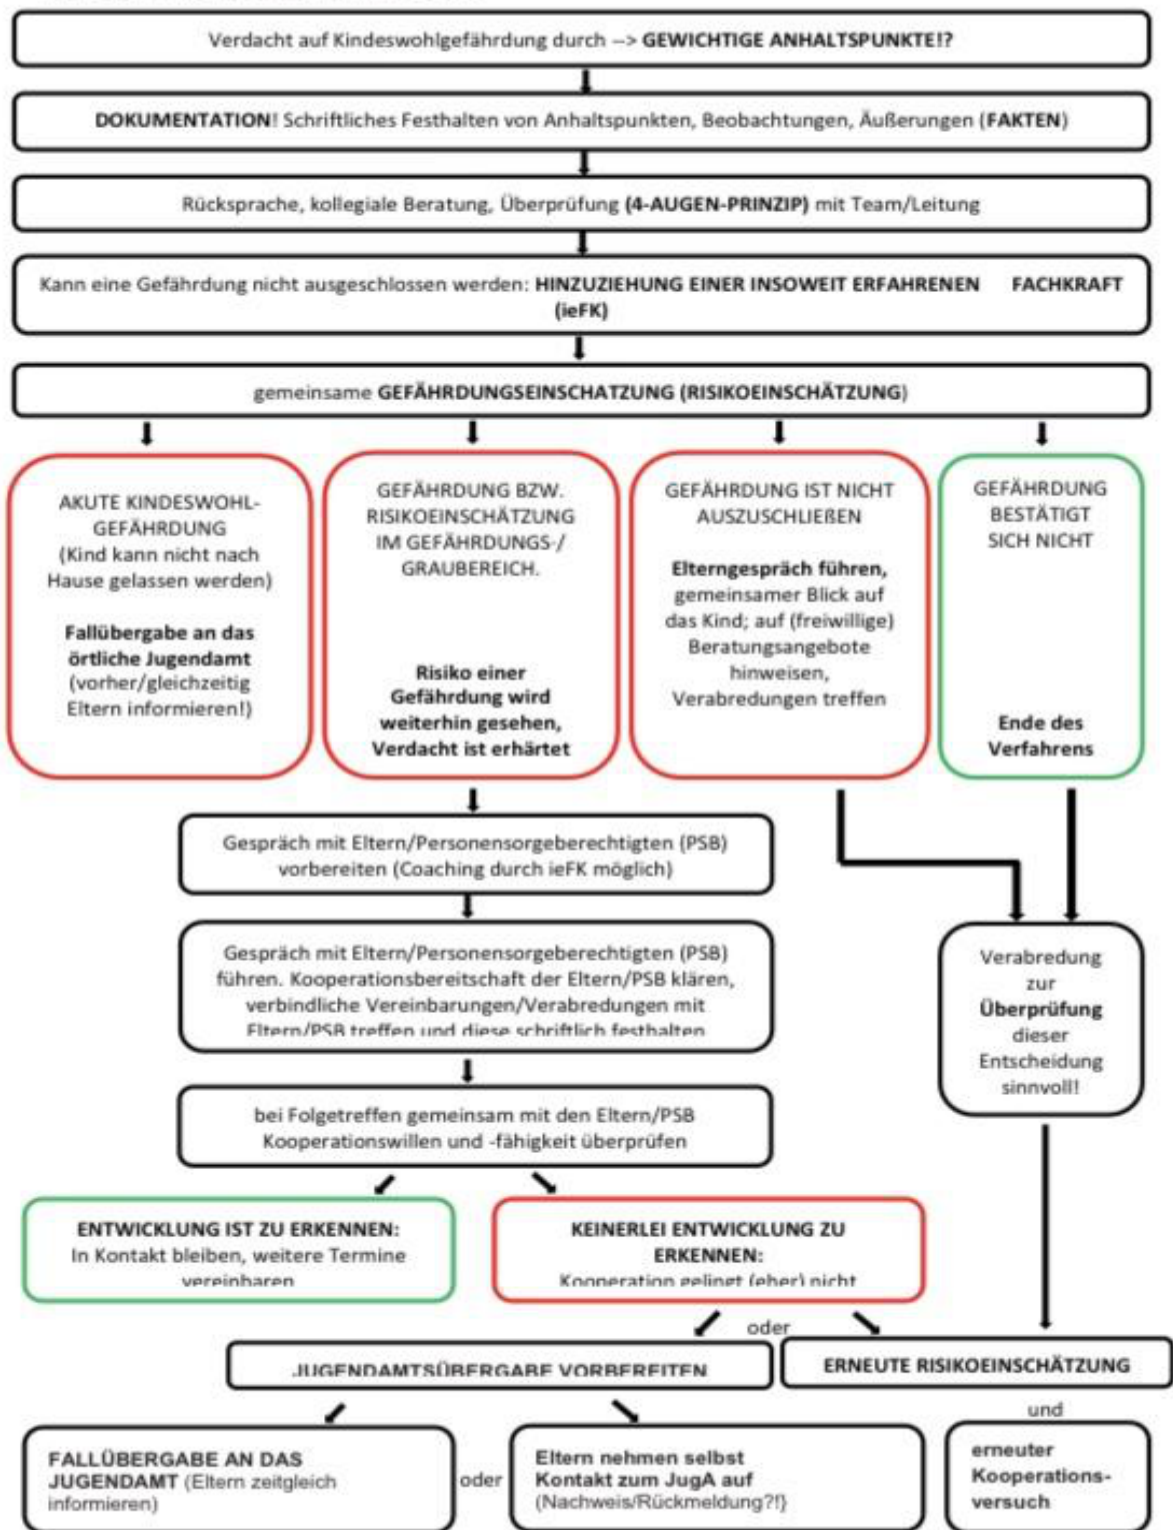 Verdacht auf Kindeswohlgefährdung durch --> GEWICHTIGE ANHALTSPUNKTE!?
DOKUMENTATION! Schriftliches Festhalten von Anhaltspunkten, Beobachtungen, Äußerungen (FAKTEN)
Rücksprache, kollegiale Beratung, Überprüfung (4-AUGEN-PRINZIP) mit Team/Leitung
Kann eine Gefährdung nicht ausgeschlossen werden: HINZUZIEHUNG EINER INSOWEIT ERFAHRENEN FACHKRAFT
(ieFK)
gemeinsame GEFÄHRDUNGSEINSCHATZUNG (RISIKOEINSCHÄTZUNG)
AKUTE KINDESWOHL-
GEFÄHRDUNG
(Kind kann nicht nach
Hause gelassen werden)
Fallübergabe an das
örtliche Jugendamt
(vorher/gleichzeitig
Eltern informieren!)
GEFÄHRDUNG BZW.
RISIKOEINSCHÄTZUNG
IM GEFÄHRDUNGS-/
GRAUBEREICH.
Risiko einer
Gefährdung wird
weiterhin gesehen,
Verdacht ist erhärtet
GEFÄHRDUNG IST NICHT
AUSZUSCHLIEßEN
Elterngespräch führen,
gemeinsamer Blick auf
das Kind; auf (freiwillige)
Beratungsangebote
hinweisen,
Verabredungen treffen
GEFÄHRDUNG
BESTÄTIGT
SICH NICHT
Ende des
Verfahrens
Gespräch mit Eltern/Personensorgeberechtigten (PSB)
vorbereiten (Coaching durch ieFK möglich)
Gespräch mit Eltern/Personensorgeberechtigten (PSB)
führen. Kooperationsbereitschaft der Eltern/PSB klären,
verbindliche Vereinbarungen/Verabredungen mit
Eltern/PSB treffen und diese schriftlich festhalten
Verabredung
zur
Überprüfung
dieser
Entscheidung
sinnvoll!
bei Folgetreffen gemeinsam mit den Eltern/PSB
Kooperationswillen und -fähigkeit überprüfen
ENTWICKLUNG IST ZU ERKENNEN:
In Kontakt bleiben, weitere Termine
vereinbaren
KEINERLEI ENTWICKLUNG ZU
ERKENNEN:
Kooperation gelingt (eher) nicht
oder
JUGENDAMTSÜBERGABE VORBEREITEN
ERNEUTE RISIKOEINSCHÄTZUNG
und
FALLÜBERGABE AN DAS
JUGENDAMT (Eltern zeitgleich
informieren)
oder
Eltern nehmen selbst
Kontakt zum JugA auf
(Nachweis/Rückmeldung?!}
erneuter
Kooperations-
versuch